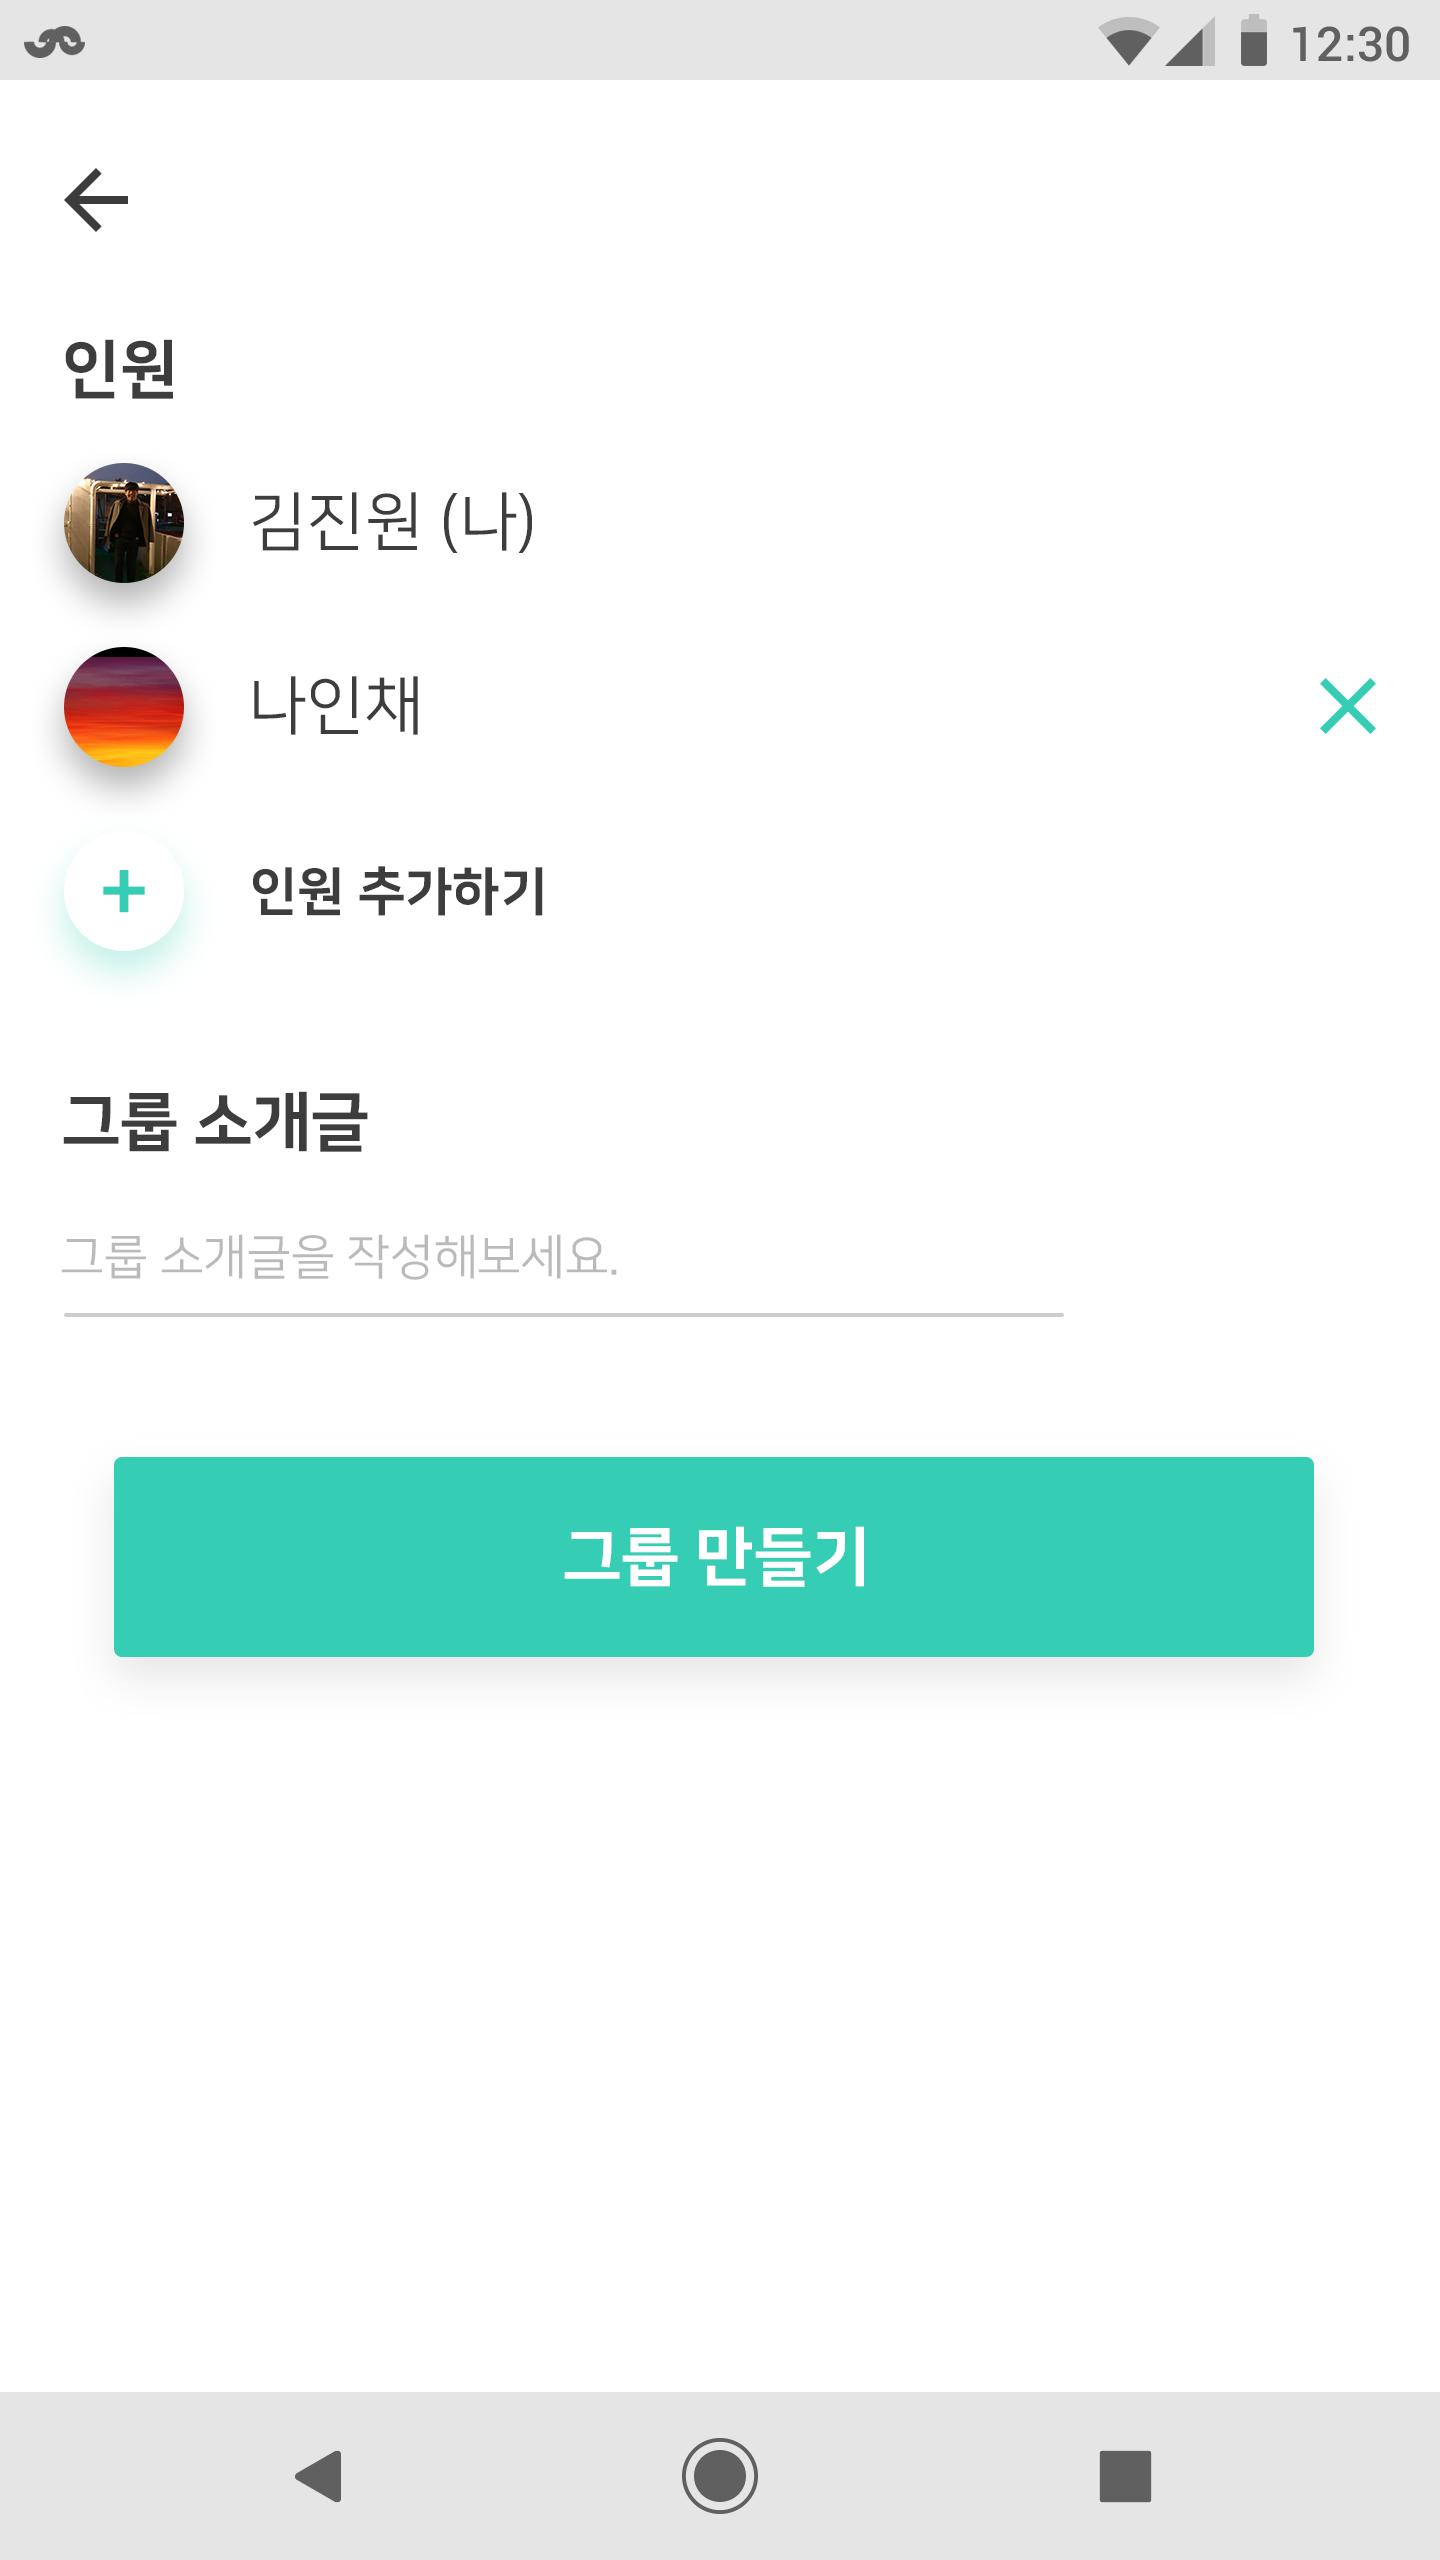 12:30
인원
김진원 (나)
나인채
인원 추가하기
그룹 소개글
그룹 소개글을 작성해보세요.
그룹 만들기